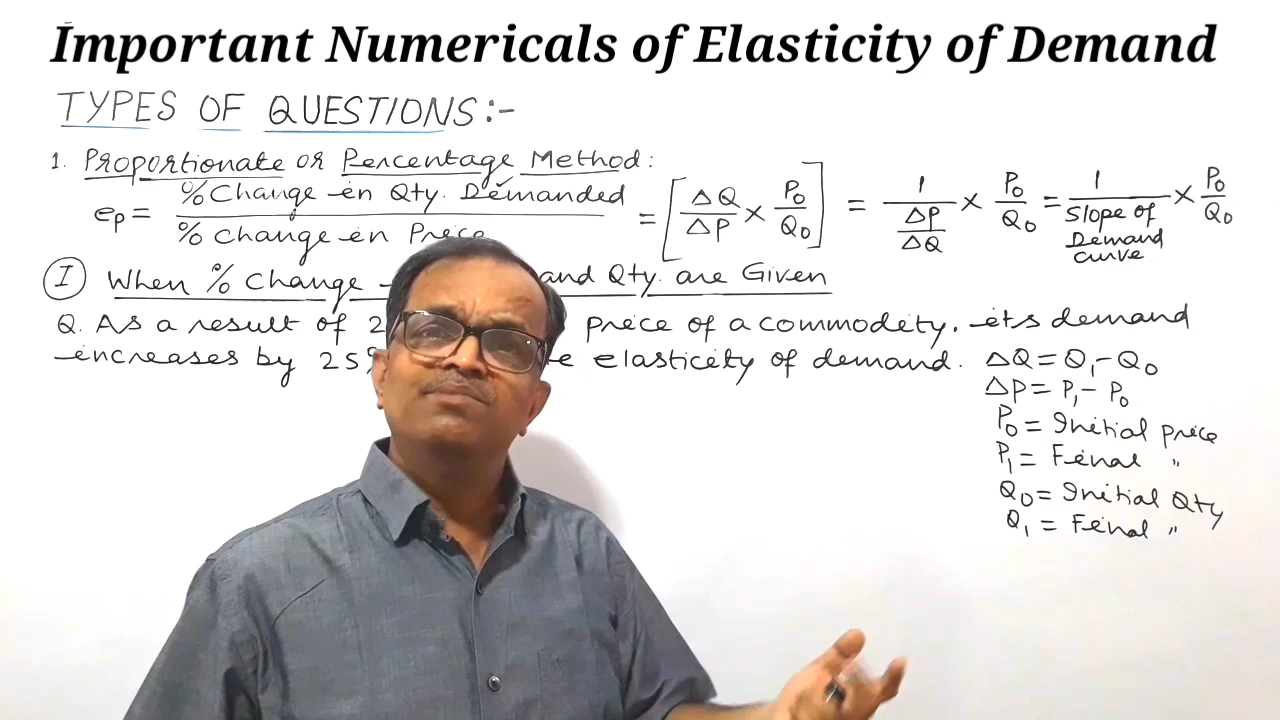 Important Numericals of Elasticity of Demand
TYPES OF QUESTIONS:-
1. Proportionate or Percentage Method:
eₚ = % Change in Qty. Demanded / % Change in Price = [ΔQ/ΔP × P₀/Q₀] = 1/(ΔP/ΔQ) × P₀/Q₀ = 1/Slope of Demand curve × P₀/Q₀
I When % Change and Qty. are Given
Q. As a result of 2 price of a commodity, its demand
increases by 25% elasticity of demand.
ΔQ = Q₁ - Q₀
ΔP = P₁ - P₀
P₀ = Initial price
P₁ = Final "
Q₀ = Initial Qty
Q₁ = Final "